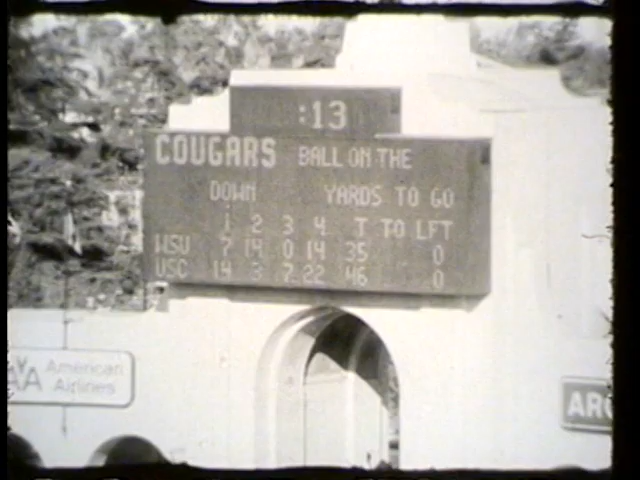 :13
COUGARS BALL ON THE
DOWN YARDS TO GO
1 2 3 4 T TO LFT
WSU 7 14 0 14 35 0
USC 14 3 7 22 46 0
AA American
Airlines
ARC